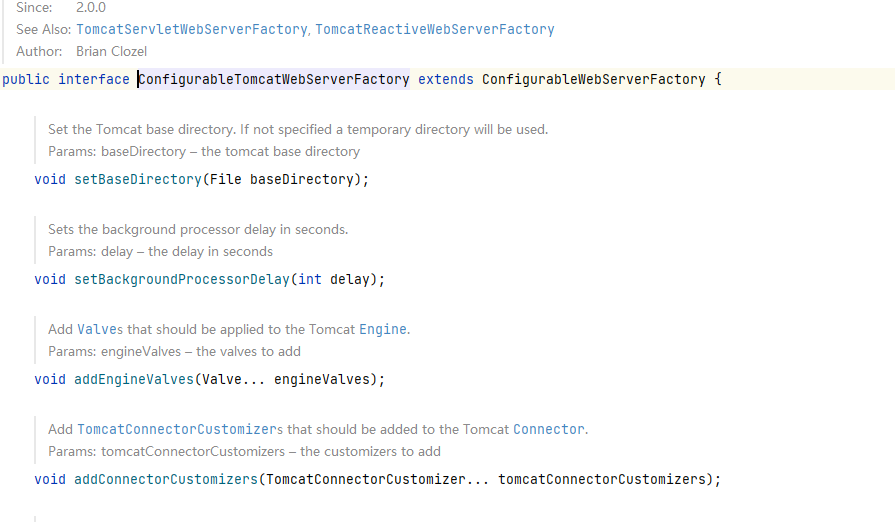 Since: 2.0.0
See Also: TomcatServletWebServerFactory, TomcatReactiveWebServerFactory
Author: Brian Clozel
public interface ConfigurableTomcatWebServerFactory extends ConfigurableWebServerFactory {
Set the Tomcat base directory. If not specified a temporary directory will be used.
Params: baseDirectory – the tomcat base directory
void setBaseDirectory(File baseDirectory);
Sets the background processor delay in seconds.
Params: delay – the delay in seconds
void setBackgroundProcessorDelay(int delay);
Add Valves that should be applied to the Tomcat Engine.
Params: engineValves – the valves to add
void addEngineValves(Valve... engineValves);
Add TomcatConnectorCustomizers that should be added to the Tomcat Connector.
Params: tomcatConnectorCustomizers – the customizers to add
void addConnectorCustomizers(TomcatConnectorCustomizer... tomcatConnectorCustomizers);